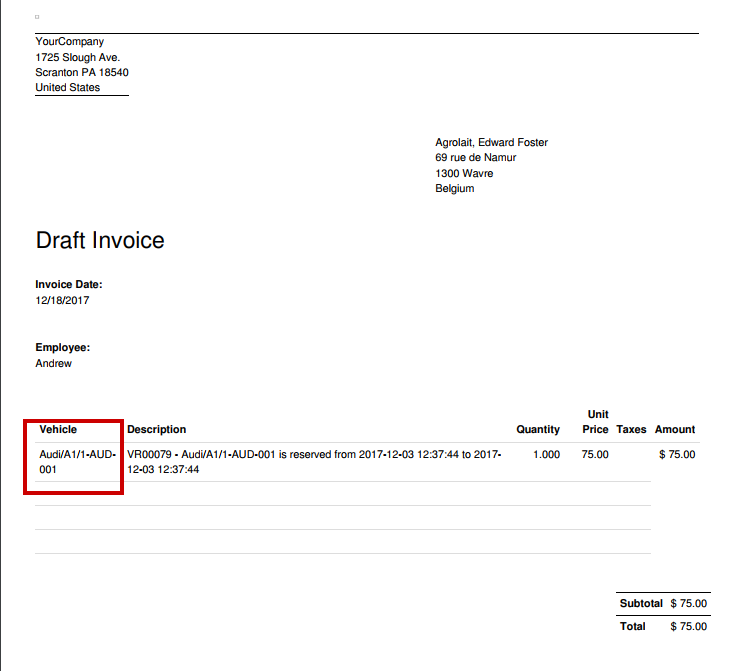 YourCompany
1725 Slough Ave.
Scranton PA 18540
United States
Agrolait, Edward Foster
69 rue de Namur
1300 Wavre
Belgium
Draft Invoice
Invoice Date:
12/18/2017
Employee:
Andrew
Unit
Vehicle Description Quantity Price Taxes Amount
Audi/A1/1-AUD- VR00079 - Audi/A1/1-AUD-001 is reserved from 2017-12-03 12:37:44 to 2017- 1.000 75.00 $ 75.00
001 12-03 12:37:44
Subtotal $ 75.00
Total $ 75.00